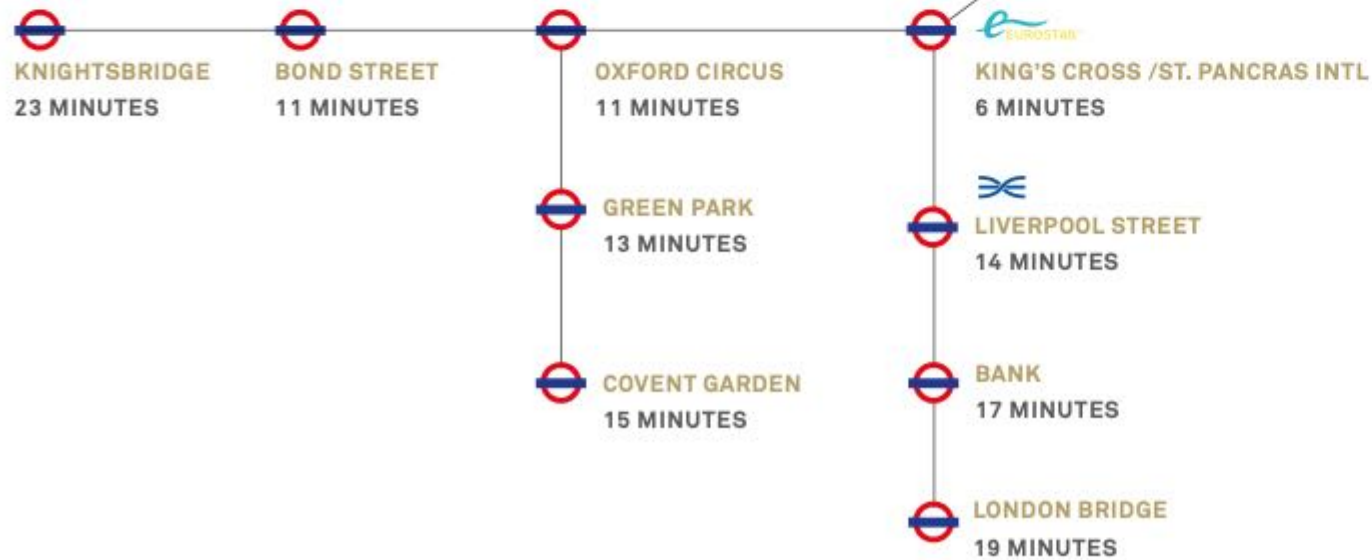 EUROSTAR
KNIGHTSBRIDGE
23 MINUTES
BOND STREET
11 MINUTES
OXFORD CIRCUS
11 MINUTES
KING'S CROSS /ST. PANCRAS INTL
6 MINUTES
GREEN PARK
13 MINUTES
LIVERPOOL STREET
14 MINUTES
COVENT GARDEN
15 MINUTES
BANK
17 MINUTES
LONDON BRIDGE
19 MINUTES